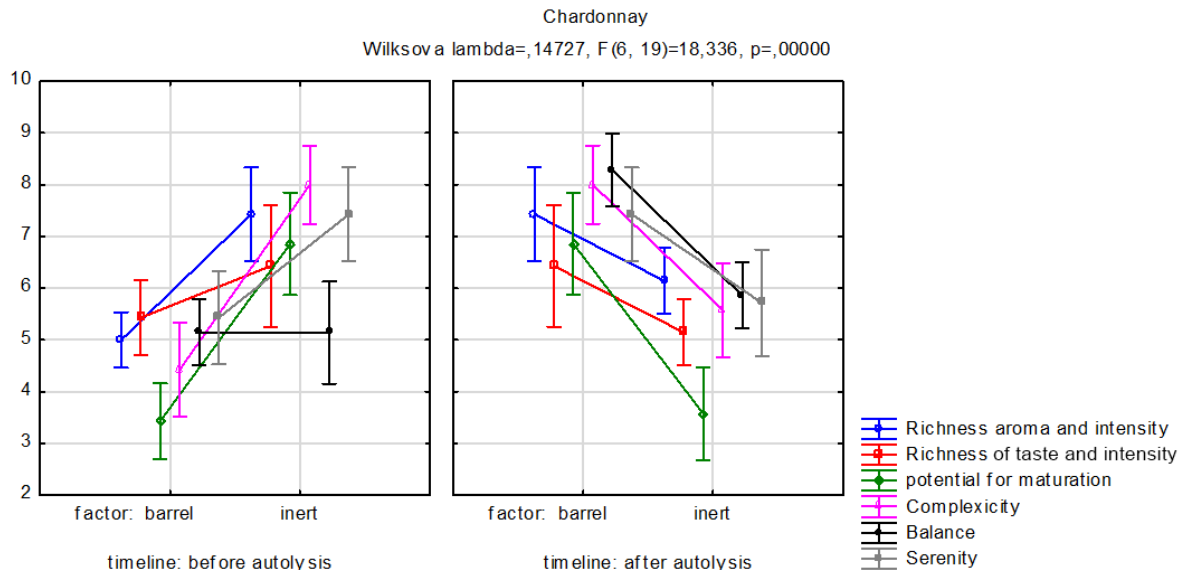 Chardonnay
Wilksova lambda=,14727, F(6, 19)=18,336, p=,00000
10
9
8
7
6
5
4
3
2
factor: barrel inert factor: barrel inert
timeline: before autolysis timeline: after autolysis
Richness aroma and intensity
Richness of taste and intensity
potential for maturation
Complexicity
Balance
Serenity